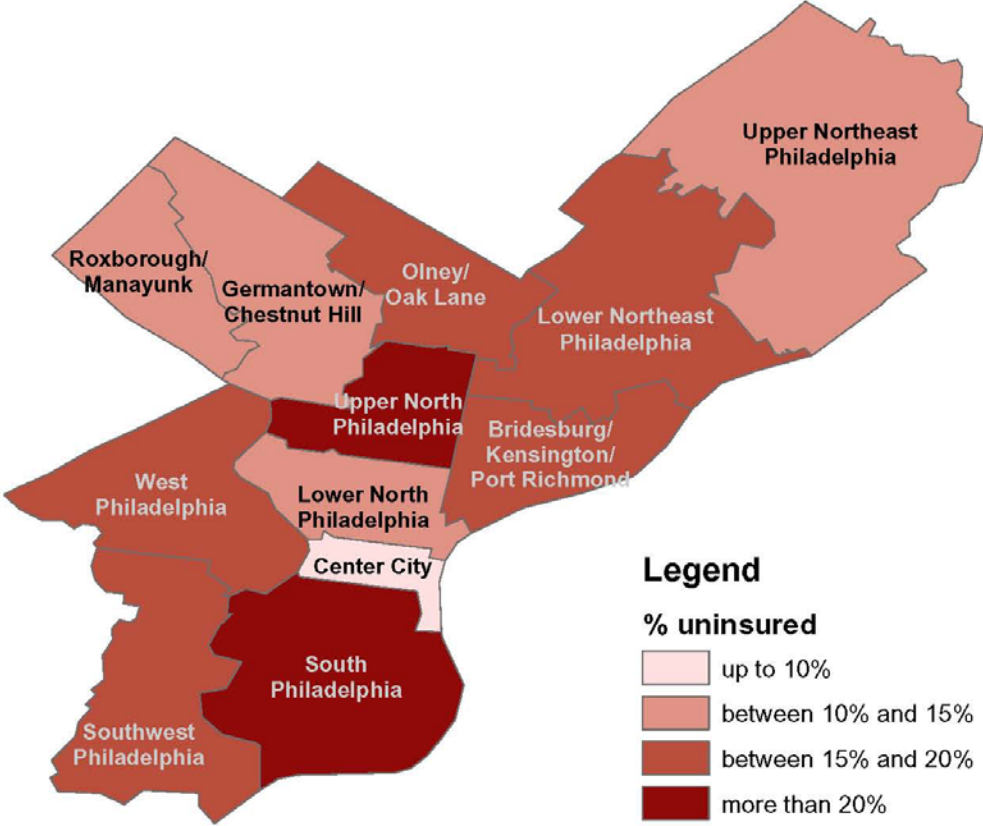 Upper Northeast
Philadelphia
Roxborough/
Manayunk
Germantown/
Chestnut Hill
Olney/
Oak Lane
Lower Northeast
Philadelphia
Upper North
Philadelphia
Bridesburg/
Kensington/
Port Richmond
West
Philadelphia
Lower North
Philadelphia
Center City
South
Philadelphia
Southwest
Philadelphia
Legend
% uninsured
up to 10%
between 10% and 15%
between 15% and 20%
more than 20%